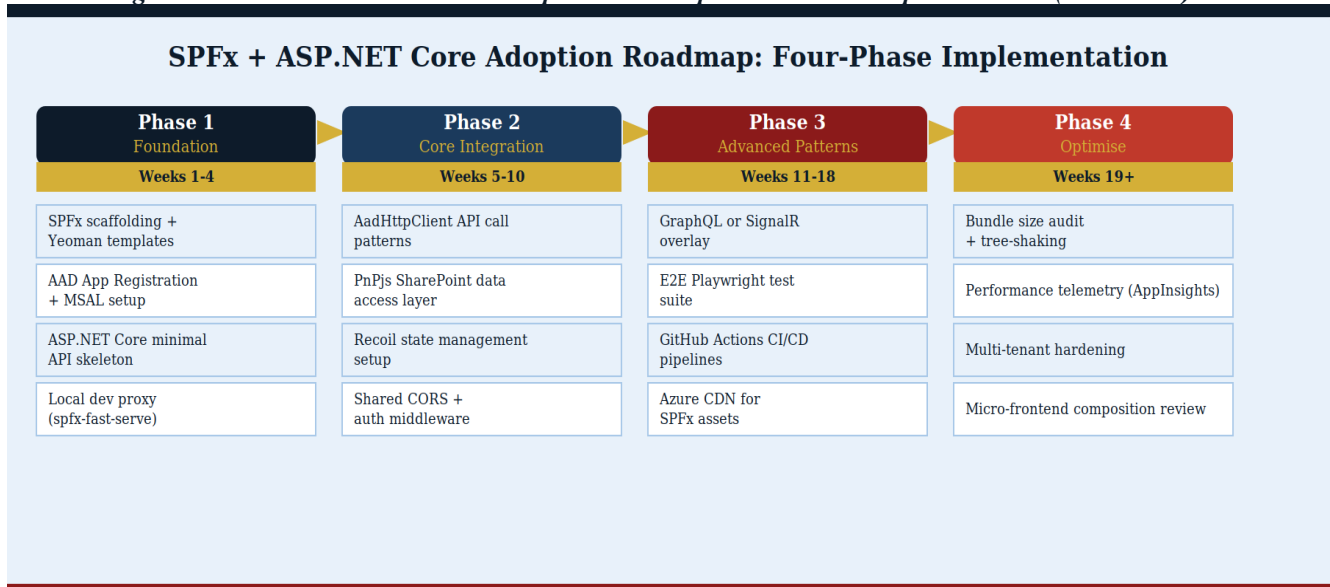 SPFx + ASP.NET Core Adoption Roadmap: Four-Phase Implementation
Phase 1
Foundation
Weeks 1-4
SPFx scaffolding +
Yeoman templates
AAD App Registration
+ MSAL setup
ASP.NET Core minimal
API skeleton
Local dev proxy
(spfx-fast-serve)
Phase 2
Core Integration
Weeks 5-10
AadHttpClient API call
patterns
PnPjs SharePoint data
access layer
Recoil state management
setup
Shared CORS +
auth middleware
Phase 3
Advanced Patterns
Weeks 11-18
GraphQL or SignalR
overlay
E2E Playwright test
suite
GitHub Actions CI/CD
pipelines
Azure CDN for
SPFx assets
Phase 4
Optimise
Weeks 19+
Bundle size audit
+ tree-shaking
Performance telemetry (AppInsights)
Multi-tenant hardening
Micro-frontend composition review